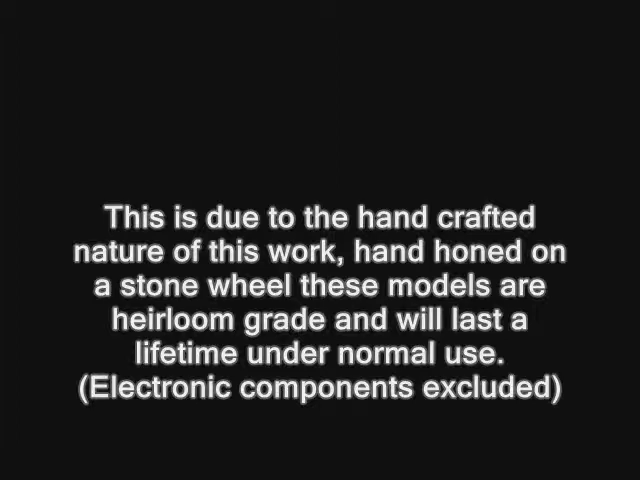 This is due to the hand crafted
nature of this work, hand honed on
a stone wheel these models are
heirloom grade and will last a
lifetime under normal use.
(Electronic components excluded)